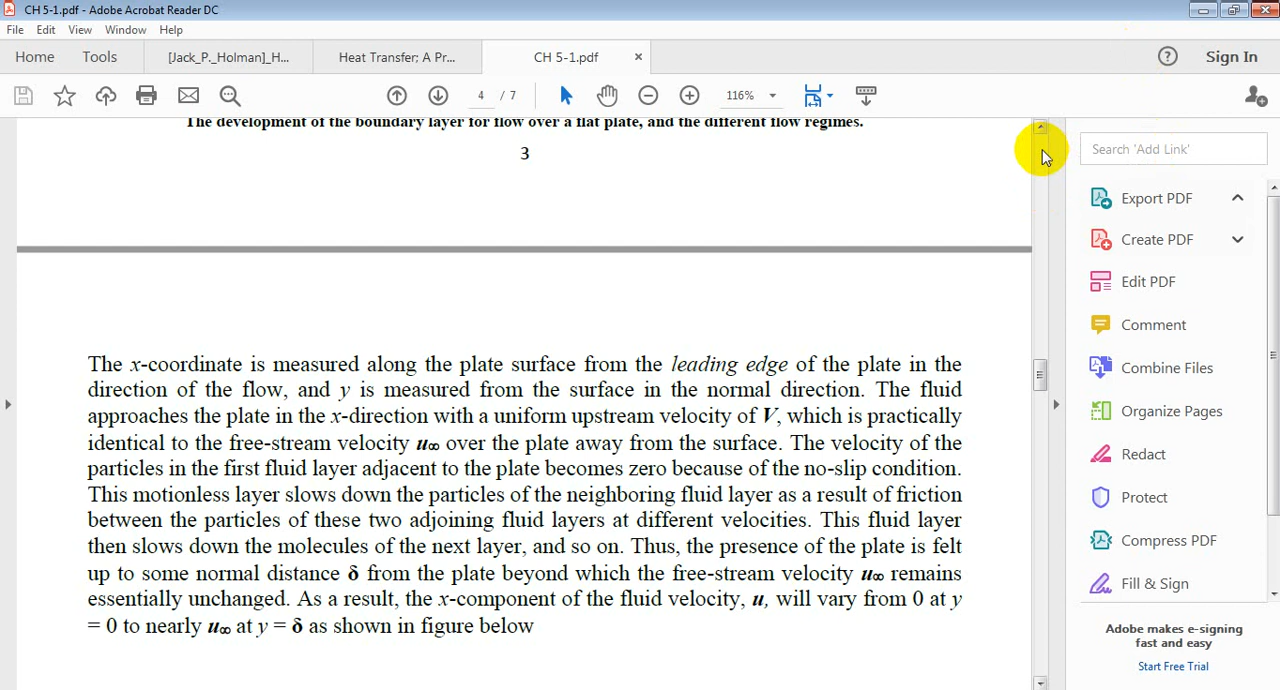 CH 5-1.pdf - Adobe Acrobat Reader DC
File Edit View Window Help
Home Tools [Jack_P._Holman]_H... Heat Transfer; A Pr... CH 5-1.pdf
Sign In
4 / 7 116%
The development of the boundary layer for flow over a flat plate, and the different flow regimes.
3
The x-coordinate is measured along the plate surface from the leading edge of the plate in the
direction of the flow, and y is measured from the surface in the normal direction. The fluid
approaches the plate in the x-direction with a uniform upstream velocity of V, which is practically
identical to the free-stream velocity u∞ over the plate away from the surface. The velocity of the
particles in the first fluid layer adjacent to the plate becomes zero because of the no-slip condition.
This motionless layer slows down the particles of the neighboring fluid layer as a result of friction
between the particles of these two adjoining fluid layers at different velocities. This fluid layer
then slows down the molecules of the next layer, and so on. Thus, the presence of the plate is felt
up to some normal distance δ from the plate beyond which the free-stream velocity u∞ remains
essentially unchanged. As a result, the x-component of the fluid velocity, u, will vary from 0 at y
= 0 to nearly u∞ at y = δ as shown in figure below
Search 'Add Link'
Export PDF
Create PDF
Edit PDF
Comment
Combine Files
Organize Pages
Redact
Protect
Compress PDF
Fill & Sign
Adobe makes e-signing
fast and easy
Start Free Trial